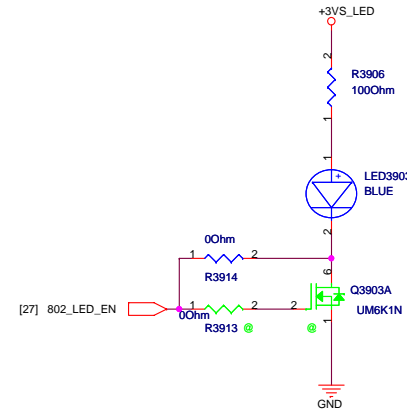 +3VS_LED
2
R3906
100Ohm
1
1
+
LED3903
BLUE
2
0Ohm
1 2
R3914
6
Q3903A
UM6K1N
[27] 802_LED_EN
0Ohm
1 2 2
R3913
@ @
1
GND